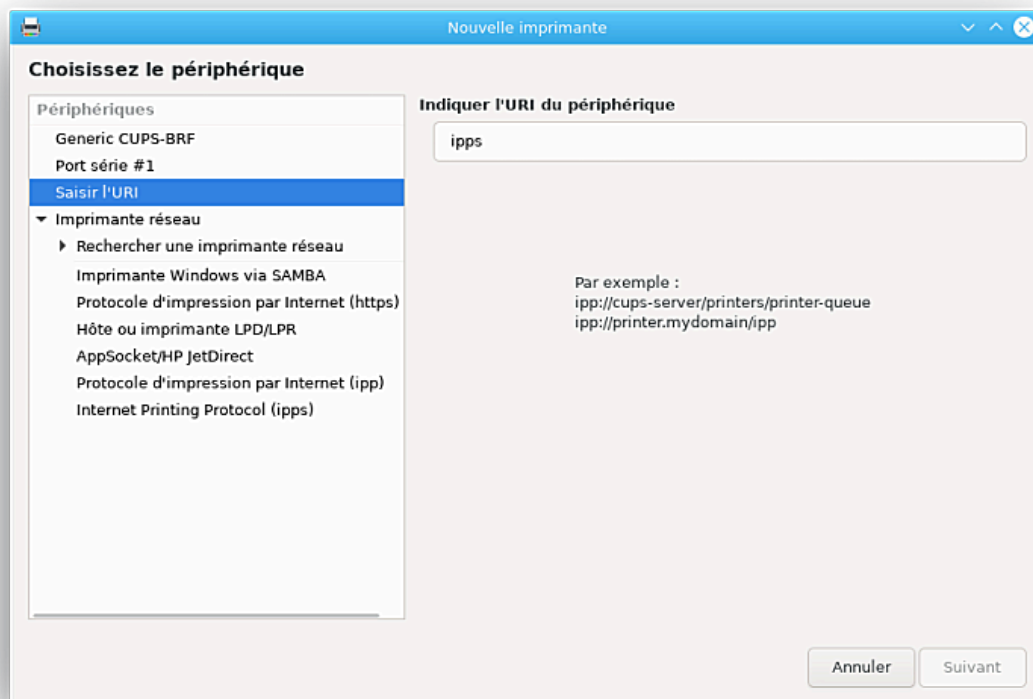 Nouvelle imprimante
Choisissez le périphérique
Périphériques
Generic CUPS-BRF
Port série #1
Saisir l'URI
Imprimante réseau
Rechercher une imprimante réseau
Imprimante Windows via SAMBA
Protocole d'impression par Internet (https)
Hôte ou imprimante LPD/LPR
AppSocket/HP JetDirect
Protocole d'impression par Internet (ipp)
Internet Printing Protocol (ipps)
Indiquer l'URI du périphérique
ipps
Par exemple :
ipp://cups-server/printers/printer-queue
ipp://printer.mydomain/ipp
Annuler
Suivant